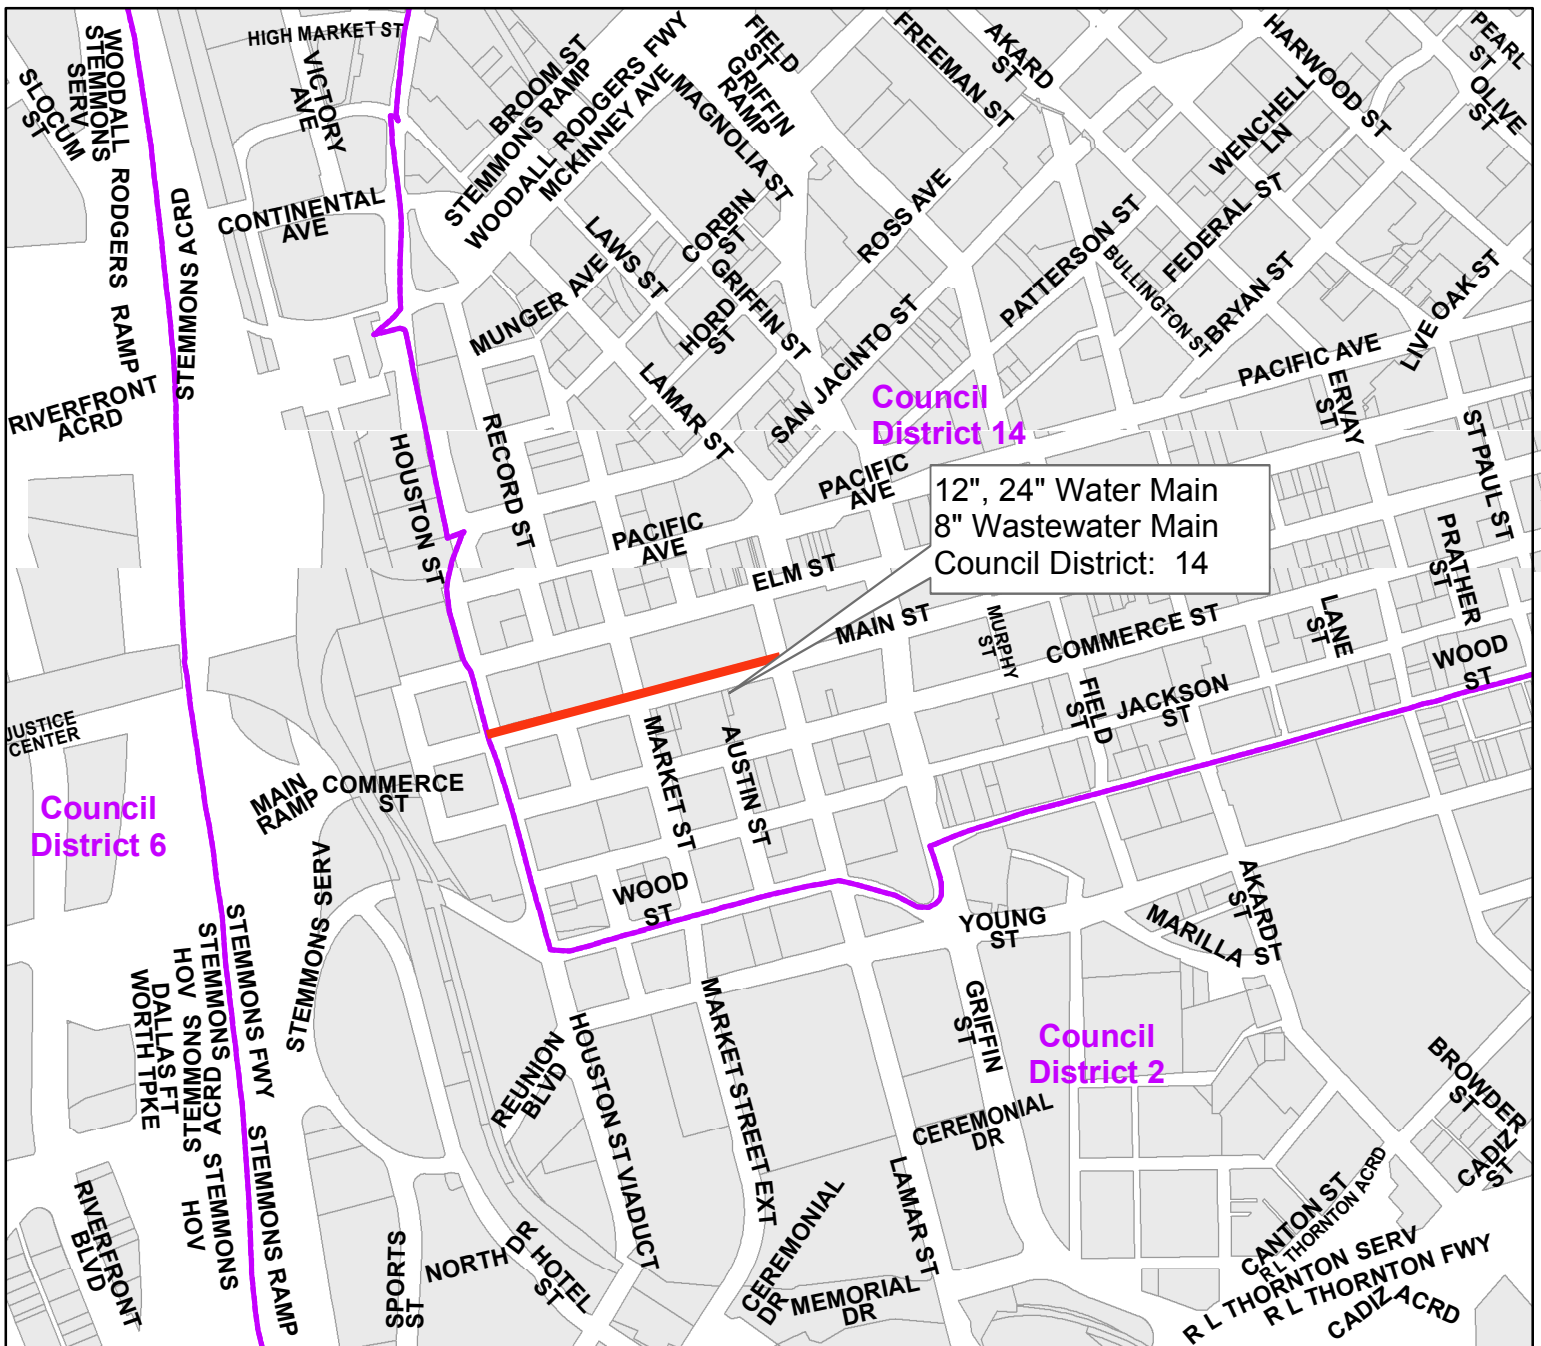 HIGH MARKET ST
WOODALL RODGERS RAMP
STEMMONS
SERV
SLOCUM
ST
VICTORY
AVE
BROOM ST
STEMMONS RAMP
WOODALL RODGERS FWY
MCKINNEY AVE
FIELD
ST
GRIFFIN
RAMP
MAGNOLIA ST
FREEMAN ST
AKARD
ST
HARWOOD ST
PEARL
ST
OLIVE
ST
WENCHELL
LN
FEDERAL ST
STEMMONS ACRD
CONTINENTAL
AVE
LAWS ST
CORBIN
ST
ROSS AVE
PATTERSON ST
BULLINGTON ST
BRYAN ST
LIVE OAK ST
MUNGER AVE
HORD
ST
GRIFFIN ST
SAN JACINTO ST
PACIFIC AVE
ERVAY
ST
ST PAUL ST
RIVERFRONT
ACRD
LAMAR ST
Council
District 14
HOUSTON ST
RECORD ST
PACIFIC
AVE
PACIFIC
AVE
12", 24" Water Main
8" Wastewater Main
Council District: 14
PRATHER
ST
ELM ST
MAIN ST
MURPHY
ST
COMMERCE ST
LANE
ST
WOOD
ST
JUSTICE
CENTER
FIELD
ST
JACKSON
ST
MAIN
RAMP
COMMERCE
ST
MARKET ST
AUSTIN ST
Council
District 6
STEMMONS SERV
WOOD
ST
YOUNG
ST
MARILLA
AKARD
ST
ST
STEMMONS FWY
STEMMONS RAMP
STEMMONS ACRD
STEMMONS
HOV
STEMMONS
HOV
DALLAS FT
WORTH TPKE
REUNION
BLVD
HOUSTON ST VIADUCT
MARKET STREET EXT
GRIFFIN
ST
Council
District 2
BROWDER
ST
CADIZ
ST
CEREMONIAL
DR
RIVERFRONT
BLVD
SPORTS
ST
NORTH DR
HOTEL
ST
CEREMONIAL
DR
MEMORIAL
DR
LAMAR ST
CANTON ST
R L THORNTON ACRD
R L THORNTON SERV
R L THORNTON FWY
CADIZ ACRD